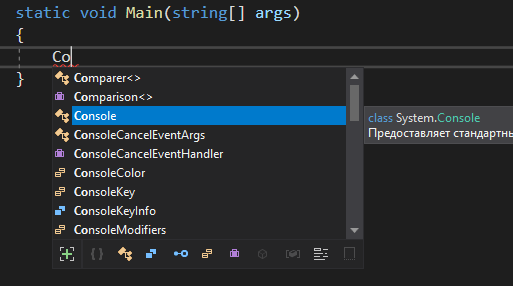 static void Main(string[] args)
{
Co
}
Comparer<>
Comparison<>
Console
ConsoleCancelEventArgs
ConsoleCancelEventHandler
ConsoleColor
ConsoleKey
ConsoleKeyInfo
ConsoleModifiers
class System.Console
Предоставляет стандартны